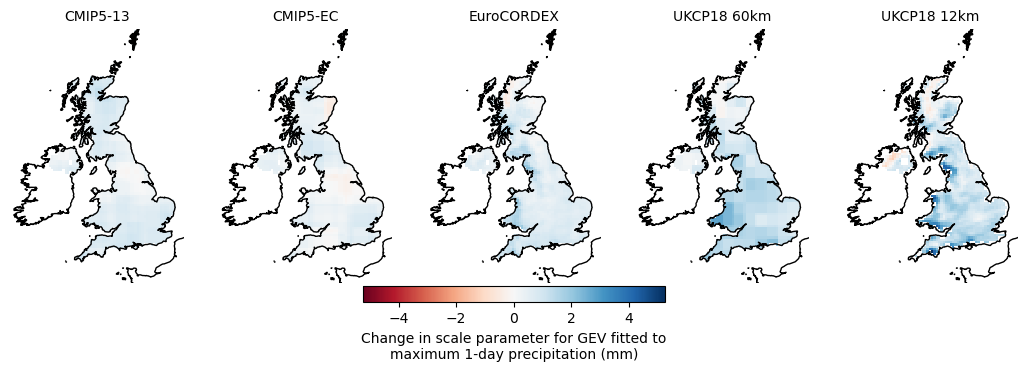 CMIP5-13 CMIP5-EC EuroCORDEX UKCP18 60km UKCP18 12km
−4 −2 0 2 4
Change in scale parameter for GEV fitted to
maximum 1-day precipitation (mm)